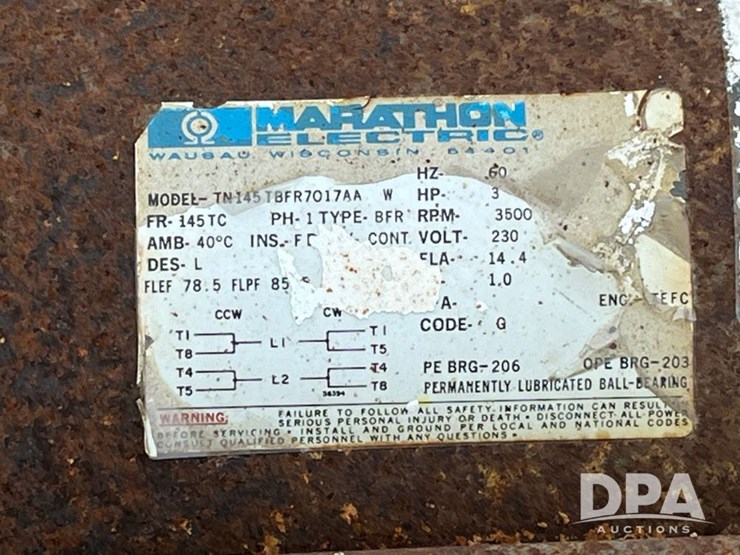 MARATHON
ELECTRIC®
WAUSAU, WISCONSIN 54401
HZ- 60
MODEL- TN145TBFR7017AA W HP- 3
FR- 145TC PH-1 TYPE- BFR RPM- 3500
AMB- 40°C INS- F CONT. VOLT- 230
DES- L FLA- 14.4
FLEF 78.5 FLPF 85 1.0
ENC- TEFC
CODE- G
CCW CW
T1 L1 T1
T8 T5
T4 L2 T4
T5 T8
36394
PE BRG-206 OPE BRG-203
PERMANENTLY LUBRICATED BALL-BEARING
WARNING: FAILURE TO FOLLOW ALL SAFETY INFORMATION CAN RESULT
SERIOUS PERSONAL INJURY OR DEATH • DISCONNECT ALL POWER
BEFORE SERVICING • INSTALL AND GROUND PER LOCAL AND NATIONAL CODES
CONSULT QUALIFIED PERSONNEL WITH ANY QUESTIONS •
DPA
AUCTIONS